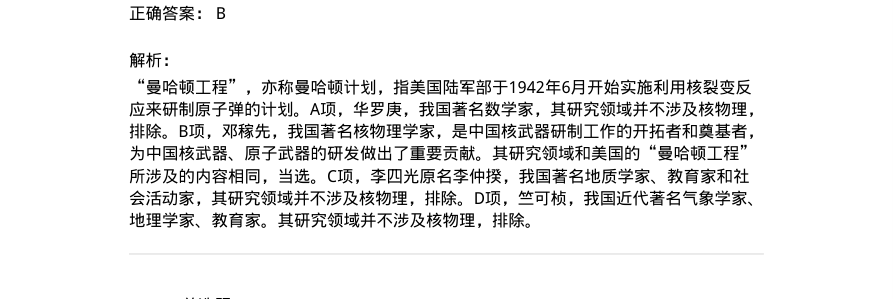 正确答案： B
解析：
“曼哈顿工程”，亦称曼哈顿计划，指美国陆军部于1942年6月开始实施利用核裂变反
应来研制原子弹的计划。A项，华罗庚，我国著名数学家，其研究领域并不涉及核物理，
排除。B项，邓稼先，我国著名核物理学家，是中国核武器研制工作的开拓者和奠基者，
为中国核武器、原子武器的研发做出了重要贡献。其研究领域和美国的“曼哈顿工程”
所涉及的内容相同，当选。C项，李四光原名李仲揆，我国著名地质学家、教育家和社
会活动家，其研究领域并不涉及核物理，排除。D项，竺可桢，我国近代著名气象学家、
地理学家、教育家。其研究领域并不涉及核物理，排除。